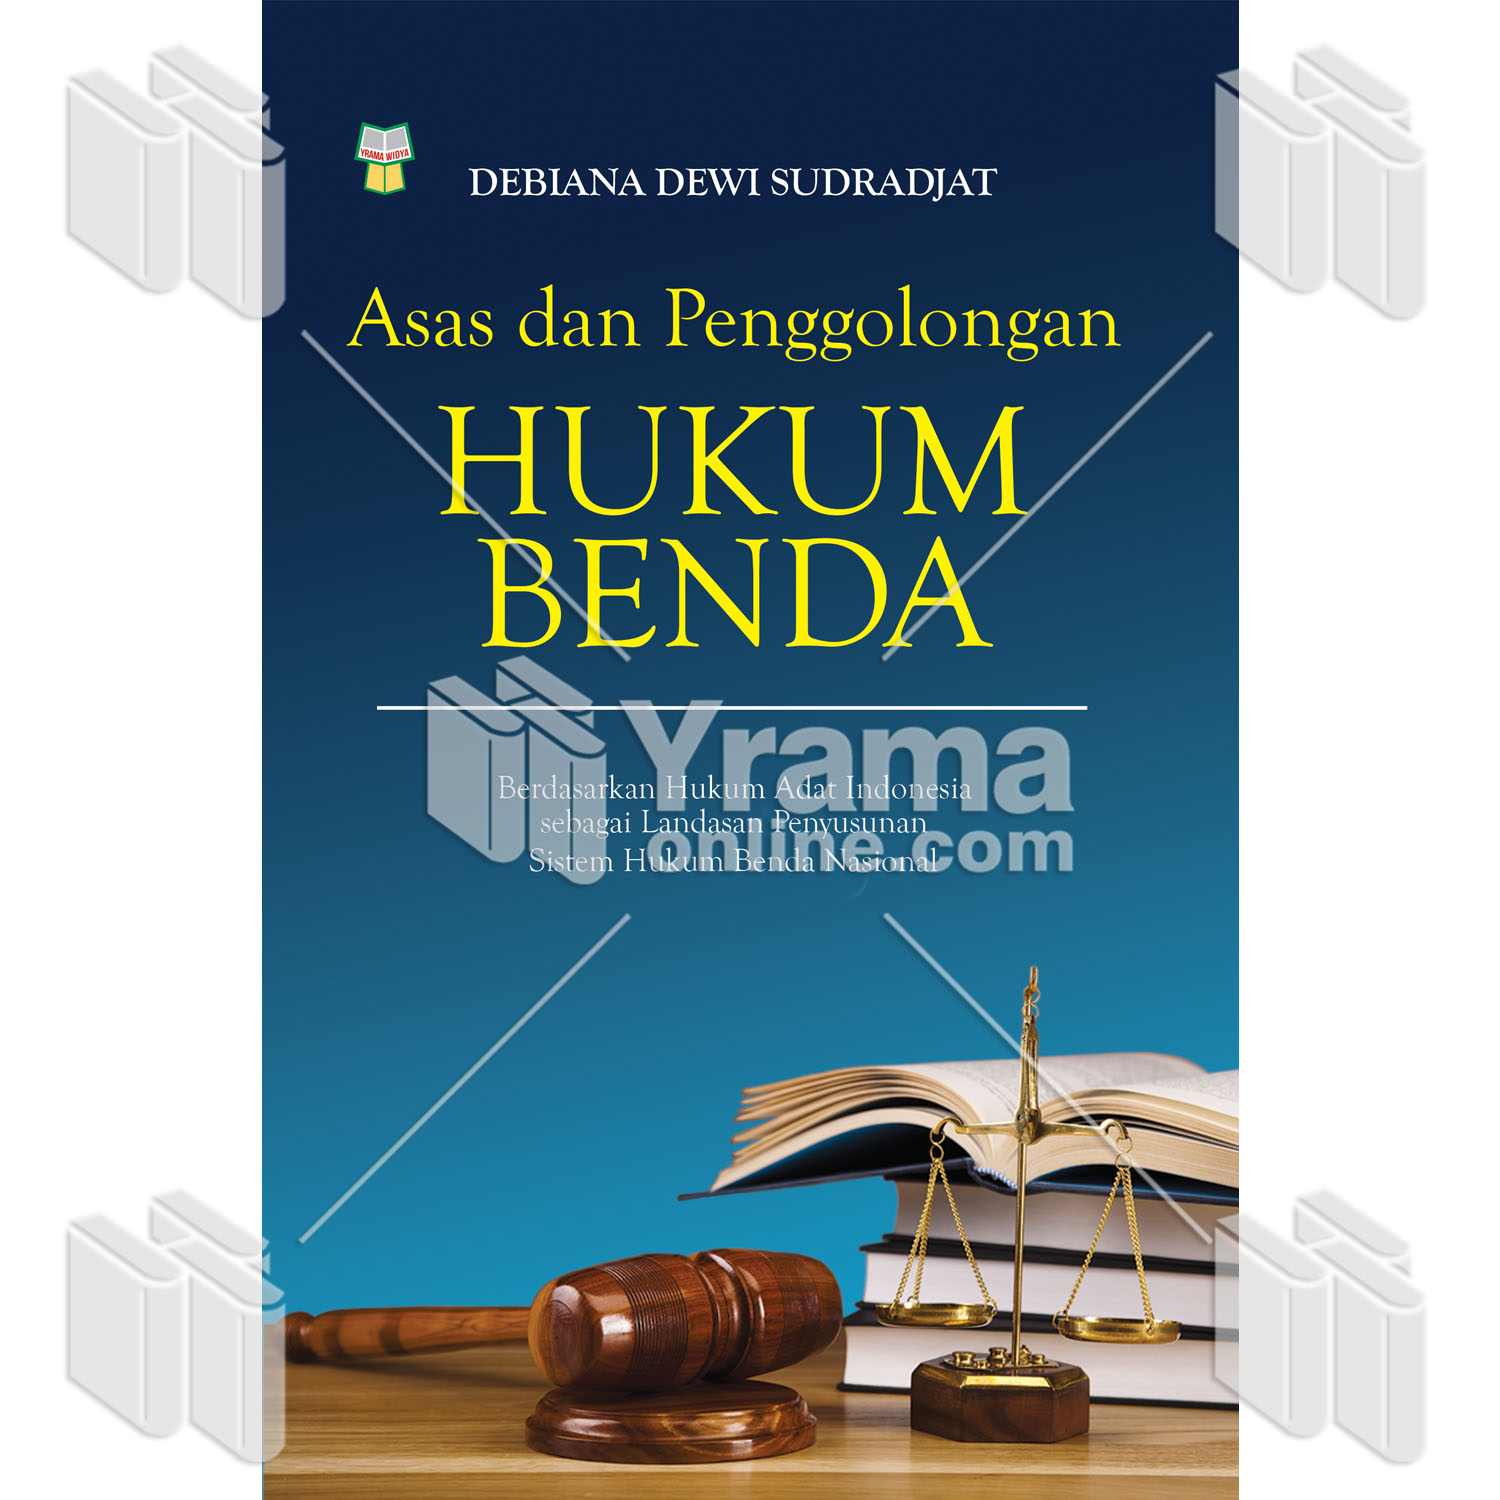 YRAMA WIDYA
DEBIANA DEWI SUDRADJAT
Asas dan Penggolongan
HUKUM
BENDA
Yrama
online.com
Berdasarkan Hukum Adat Indonesia
sebagai Landasan Penyusunan
Sistem Hukum Benda Nasional